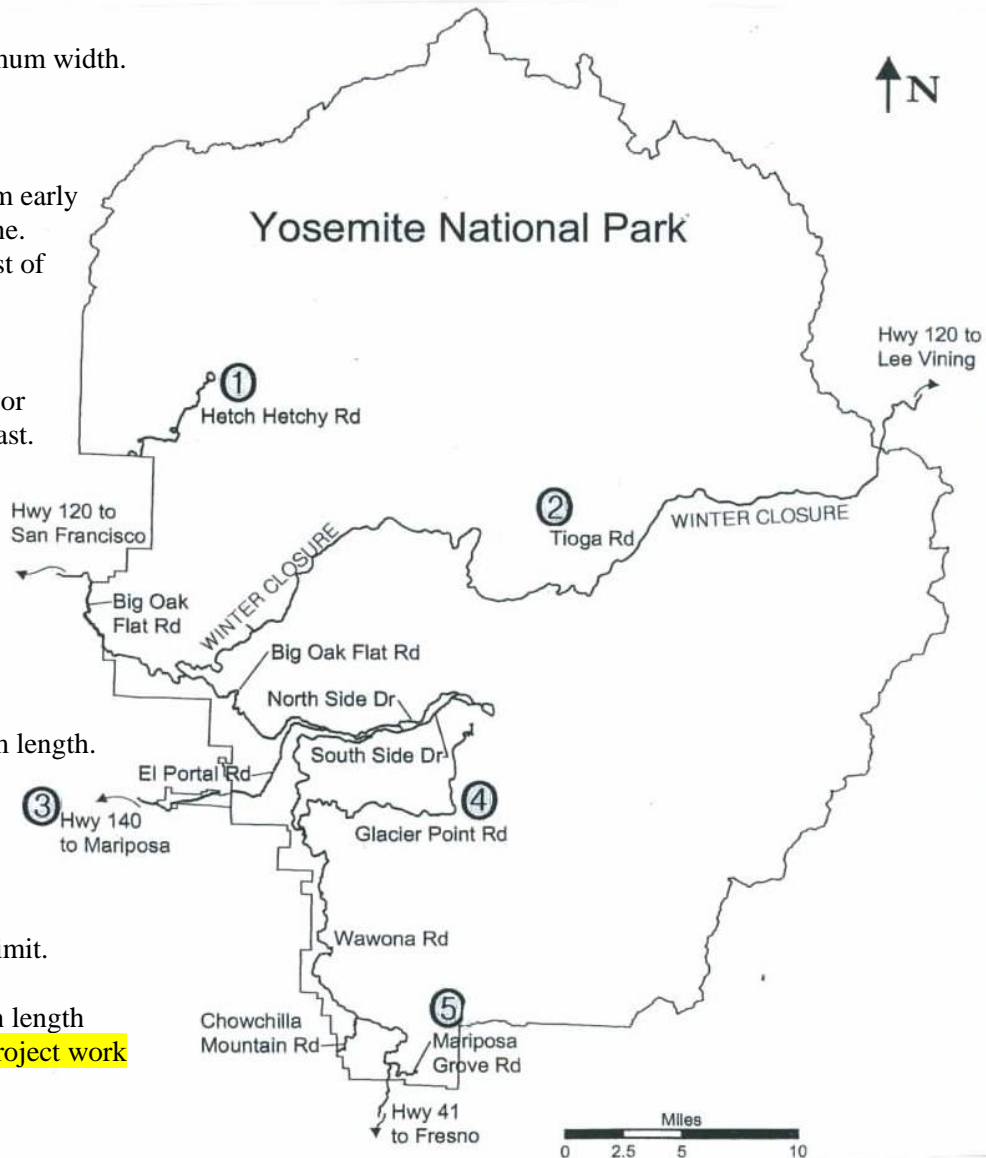 num width.
N
m early
ne.
st of
Yosemite National Park
Hwy 120 to
Lee Vining
1
Hetch Hetchy Rd
or
ast.
Hwy 120 to
San Francisco
2
Tioga Rd
WINTER CLOSURE
WINTER CLOSURE
Big Oak
Flat Rd
Big Oak Flat Rd
North Side Dr
South Side Dr
n length.
El Portal Rd
3
Hwy 140
to Mariposa
4
Glacier Point Rd
Wawona Rd
imit.
n length
roject work
Chowchilla
Mountain Rd
5
Mariposa
Grove Rd
Hwy 41
to Fresno
Miles
0 2.5 5 10